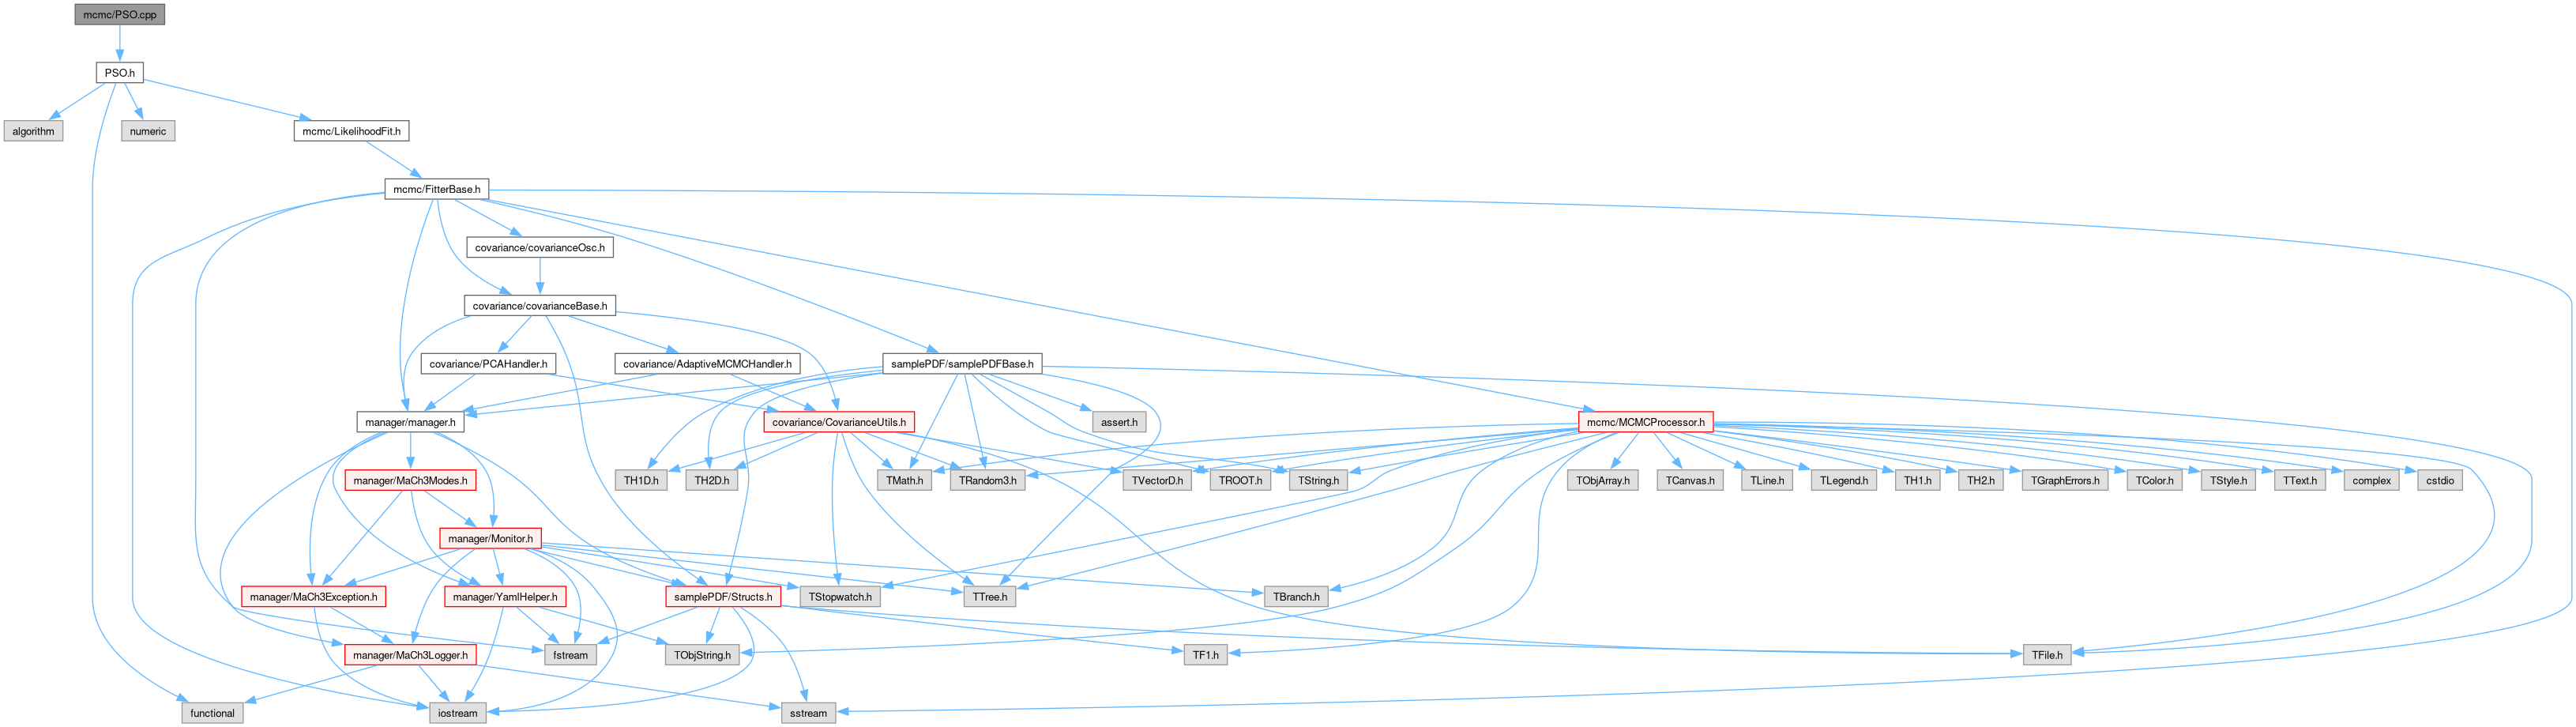 mcmc/PSO.cpp
PSO.h
algorithm
numeric
mcmc/LikelihoodFit.h
mcmc/FitterBase.h
covariance/covarianceOsc.h
covariance/covarianceBase.h
covariance/PCAHandler.h
covariance/AdaptiveMCMCHandler.h
samplePDF/samplePDFBase.h
manager/manager.h
covariance/CovarianceUtils.h
assert.h
mcmc/MCMCProcessor.h
manager/MaCh3Modes.h
TH1D.h
TH2D.h
TMath.h
TRandom3.h
TVectorD.h
TROOT.h
TString.h
TObjArray.h
TCanvas.h
TLine.h
TLegend.h
TH1.h
TH2.h
TGraphErrors.h
TColor.h
TStyle.h
TText.h
complex
cstdio
manager/Monitor.h
manager/MaCh3Exception.h
manager/YamlHelper.h
samplePDF/Structs.h
TStopwatch.h
TTree.h
TBranch.h
manager/MaCh3Logger.h
fstream
TObjString.h
TF1.h
TFile.h
functional
iostream
sstream